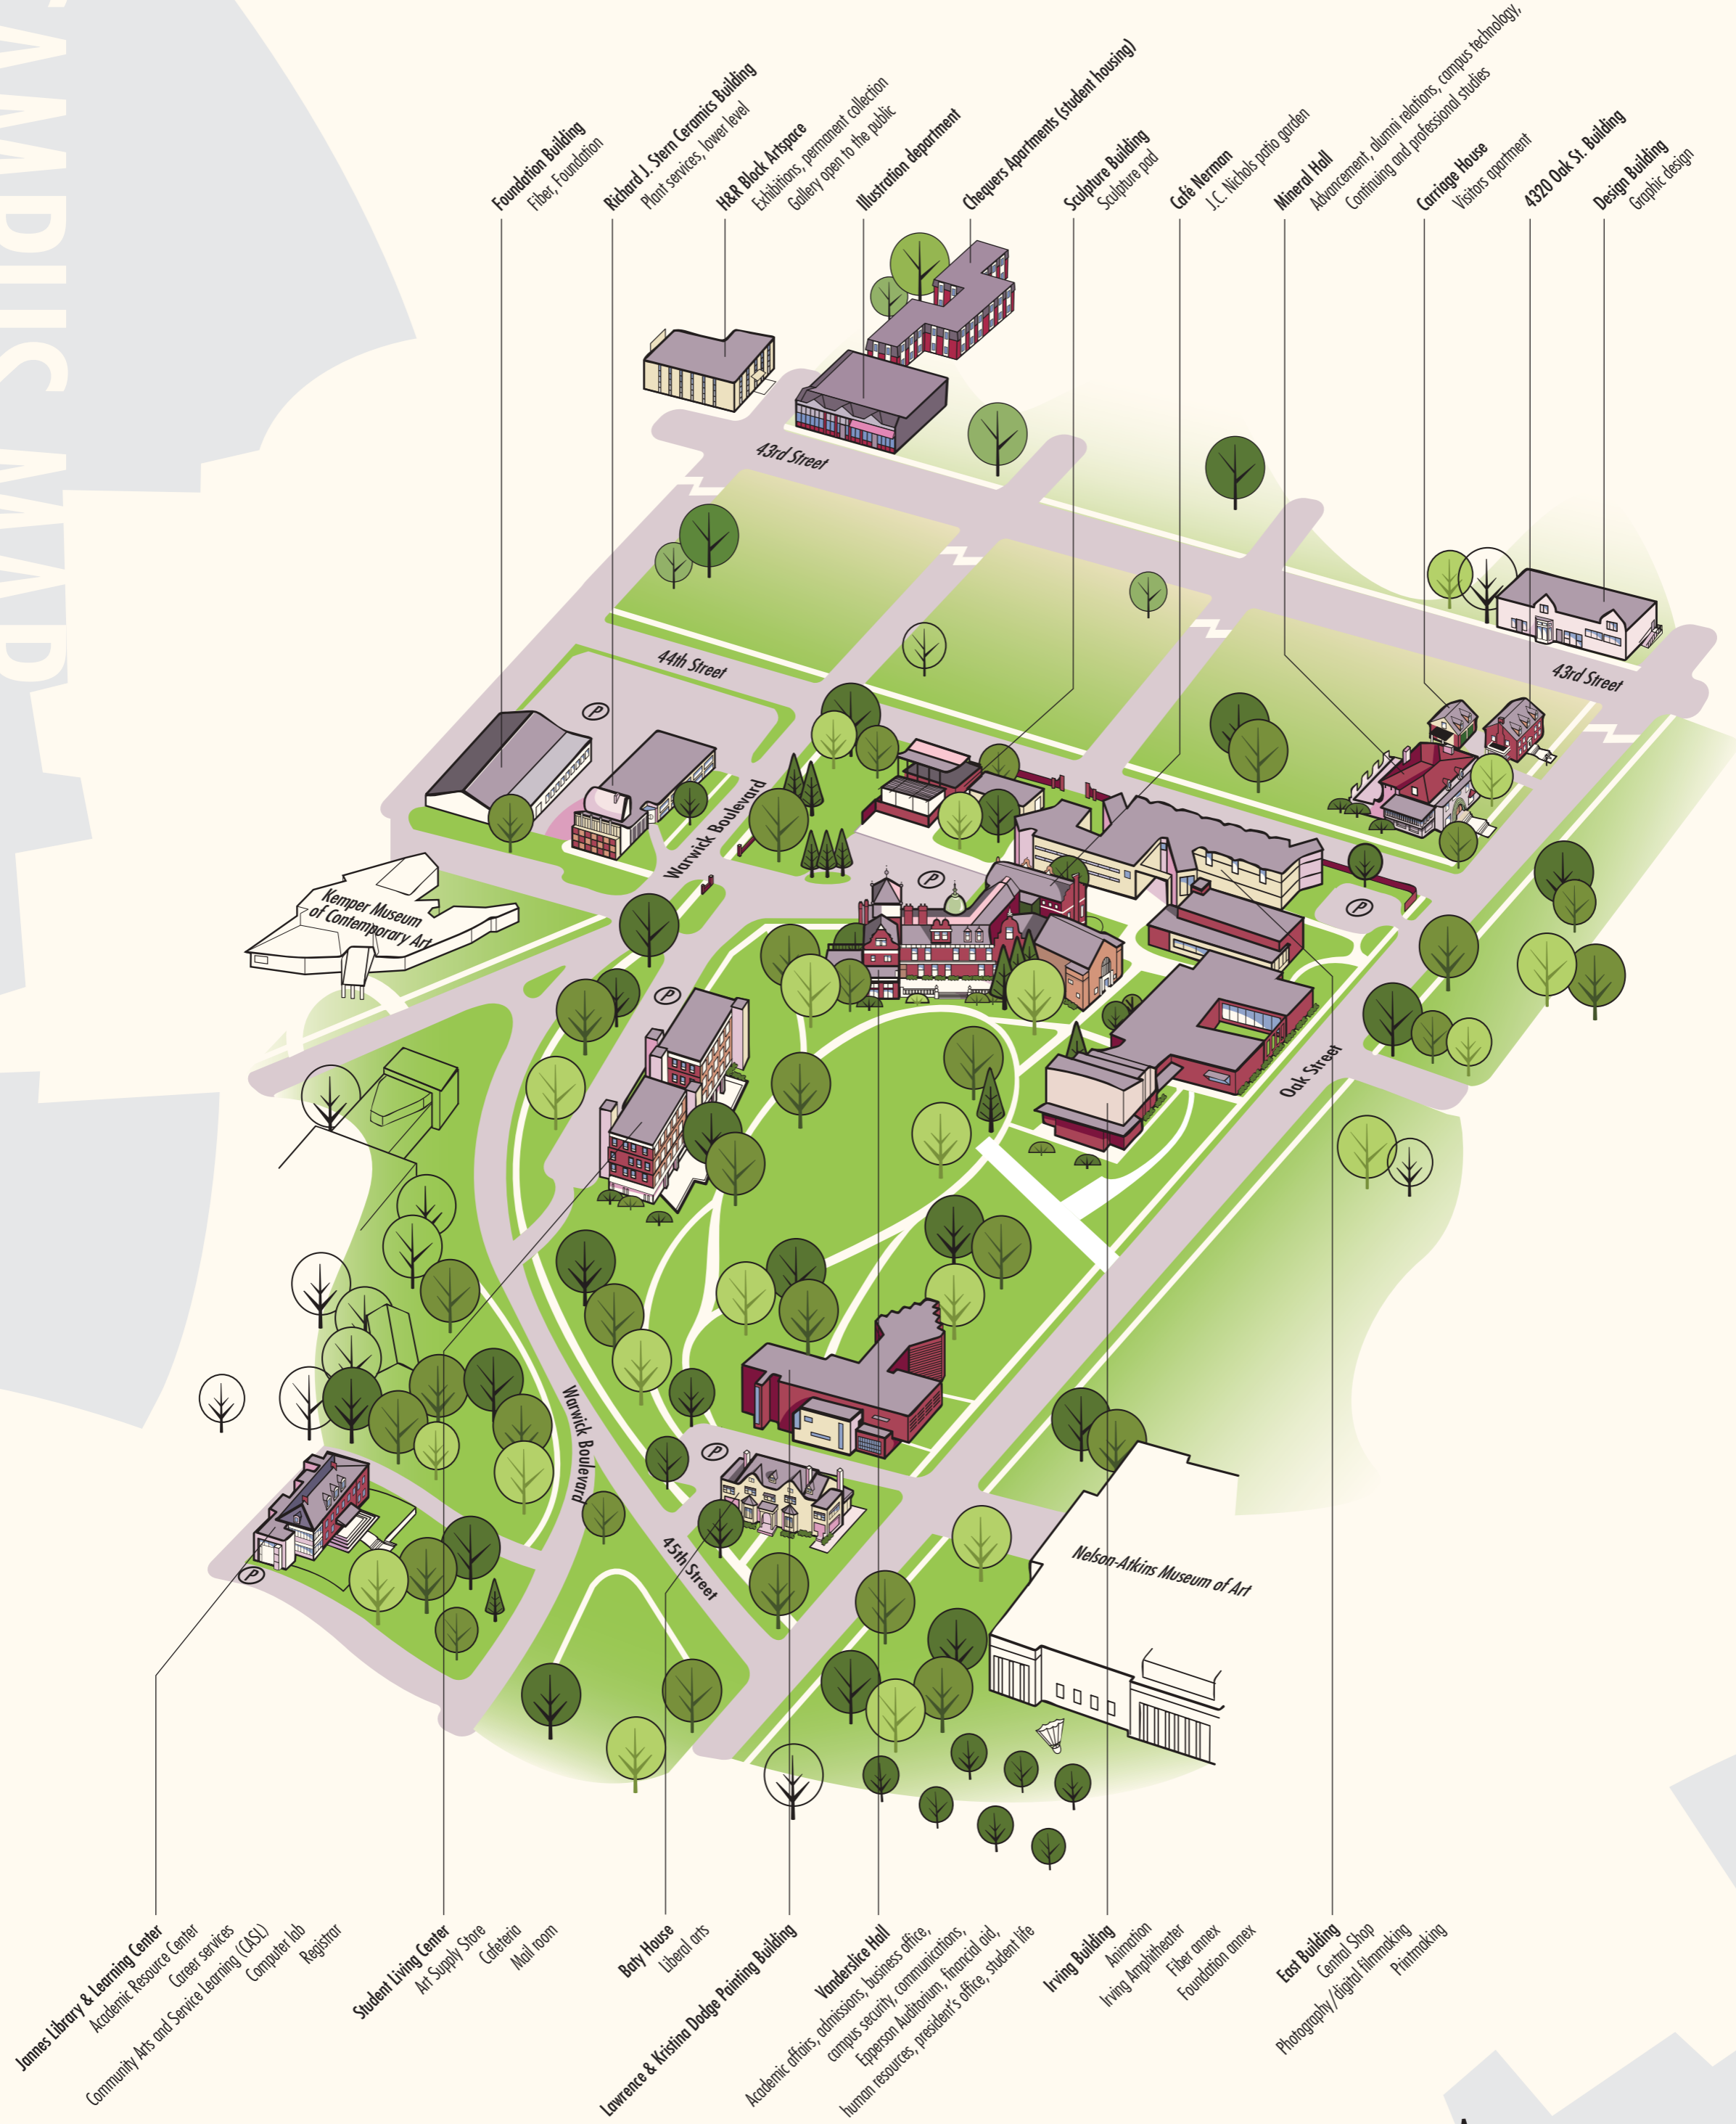 CAMPUS MAP
Foundation Building
Fiber, Foundation
Richard J. Stern Ceramics Building
Plant services, lower level
H&R Block Artspace
Exhibitions, permanent collection
Gallery open to the public
Illustration department
Chequers Apartments (student housing)
Sculpture Building
Sculpture pad
Café Nerman
J.C. Nichols patio garden
Mineral Hall
Advancement, alumni relations, campus technology,
Continuing and professional studies
Carriage House
Visitors apartment
4320 Oak St. Building
Design Building
Graphic design
43rd Street
43rd Street
44th Street
P
Warwick Boulevard
P
P
Kemper Museum
of Contemporary Art
P
Oak Street
Warwick Boulevard
P
45th Street
P
Nelson-Atkins Museum of Art
Jannes Library & Learning Center
Academic Resource Center
Career services
Community Arts and Service Learning (CASL)
Computer lab
Registrar
Student Living Center
Art Supply Store
Cafeteria
Mail room
Baty House
Liberal arts
Lawrence & Kristina Dodge Painting Building
Vanderslice Hall
Academic affairs, admissions, business office,
campus security, communications,
Epperson Auditorium, financial aid,
human resources, president's office, student life
Irving Building
Animation
Irving Amphitheater
Fiber annex
Foundation annex
East Building
Central Shop
Photography/digital filmmaking
Printmaking